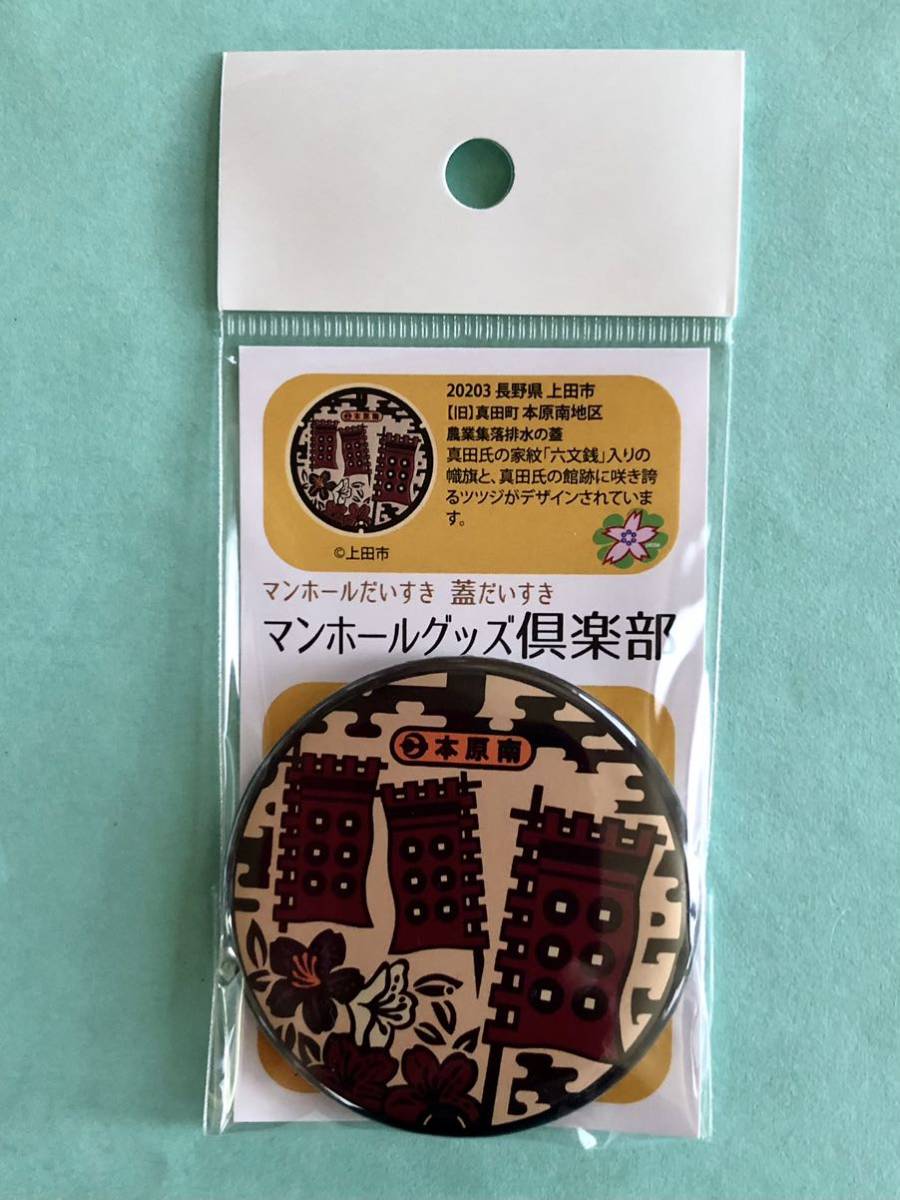 20203 長野県 上田市
【旧】真田町 本原南地区
農業集落排水の蓋
真田氏の家紋「六文銭」入りの
幟旗と、真田氏の館跡に咲き誇
るツツジがデザインされていま
す。
本原南
©上田市
マンホールだいすき 蓋だいすき
マンホールグッズ倶楽部
本原南